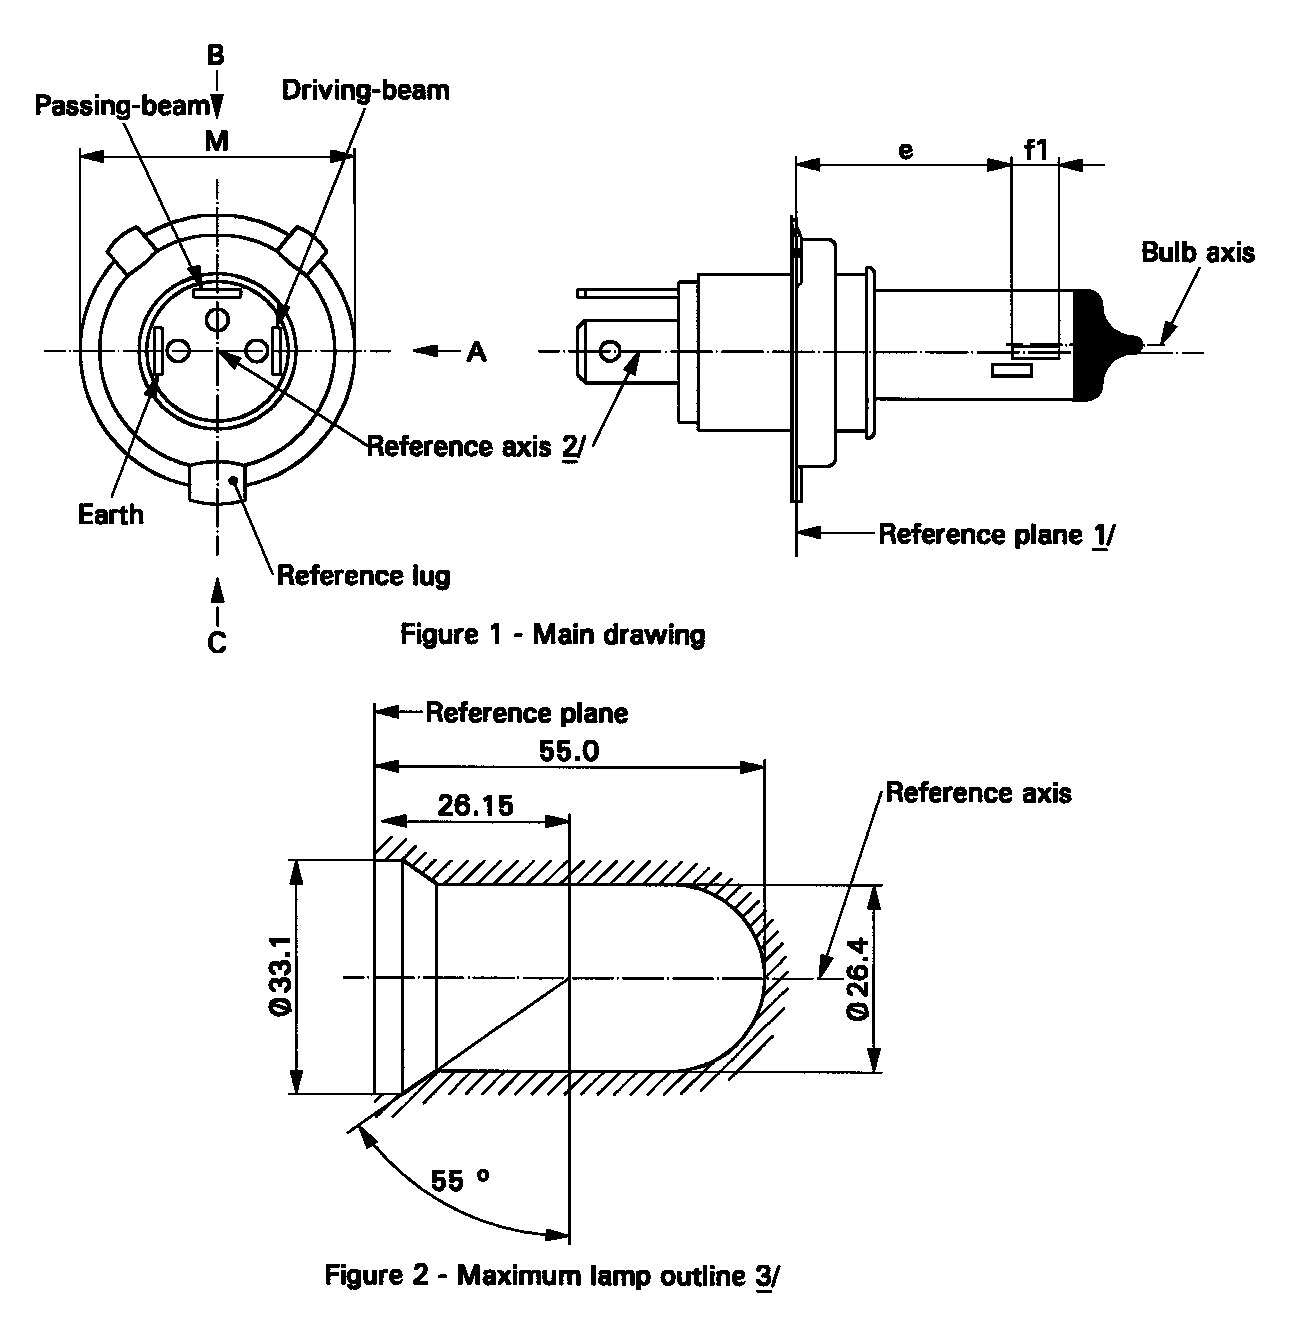 B
Passing-beam
Driving-beam
M
e
f1
Bulb axis
A
Reference axis 2/
Earth
Reference plane 1/
Reference lug
C
Figure 1 - Main drawing
Reference plane
55.0
26.15
Reference axis
Ø33.1
Ø26.4
55 º
Figure 2 - Maximum lamp outline 3/